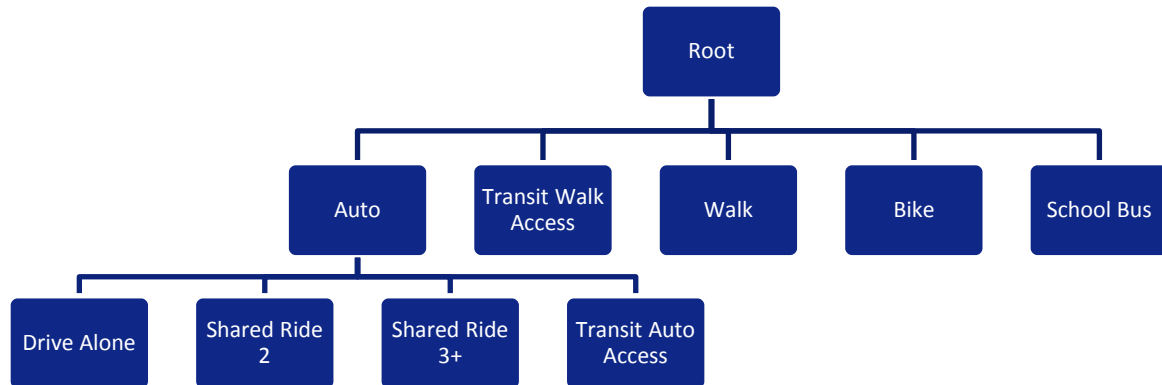 Root
Auto
Transit Walk
Access
Walk
Bike
School Bus
Drive Alone
Shared Ride
2
Shared Ride
3+
Transit Auto
Access